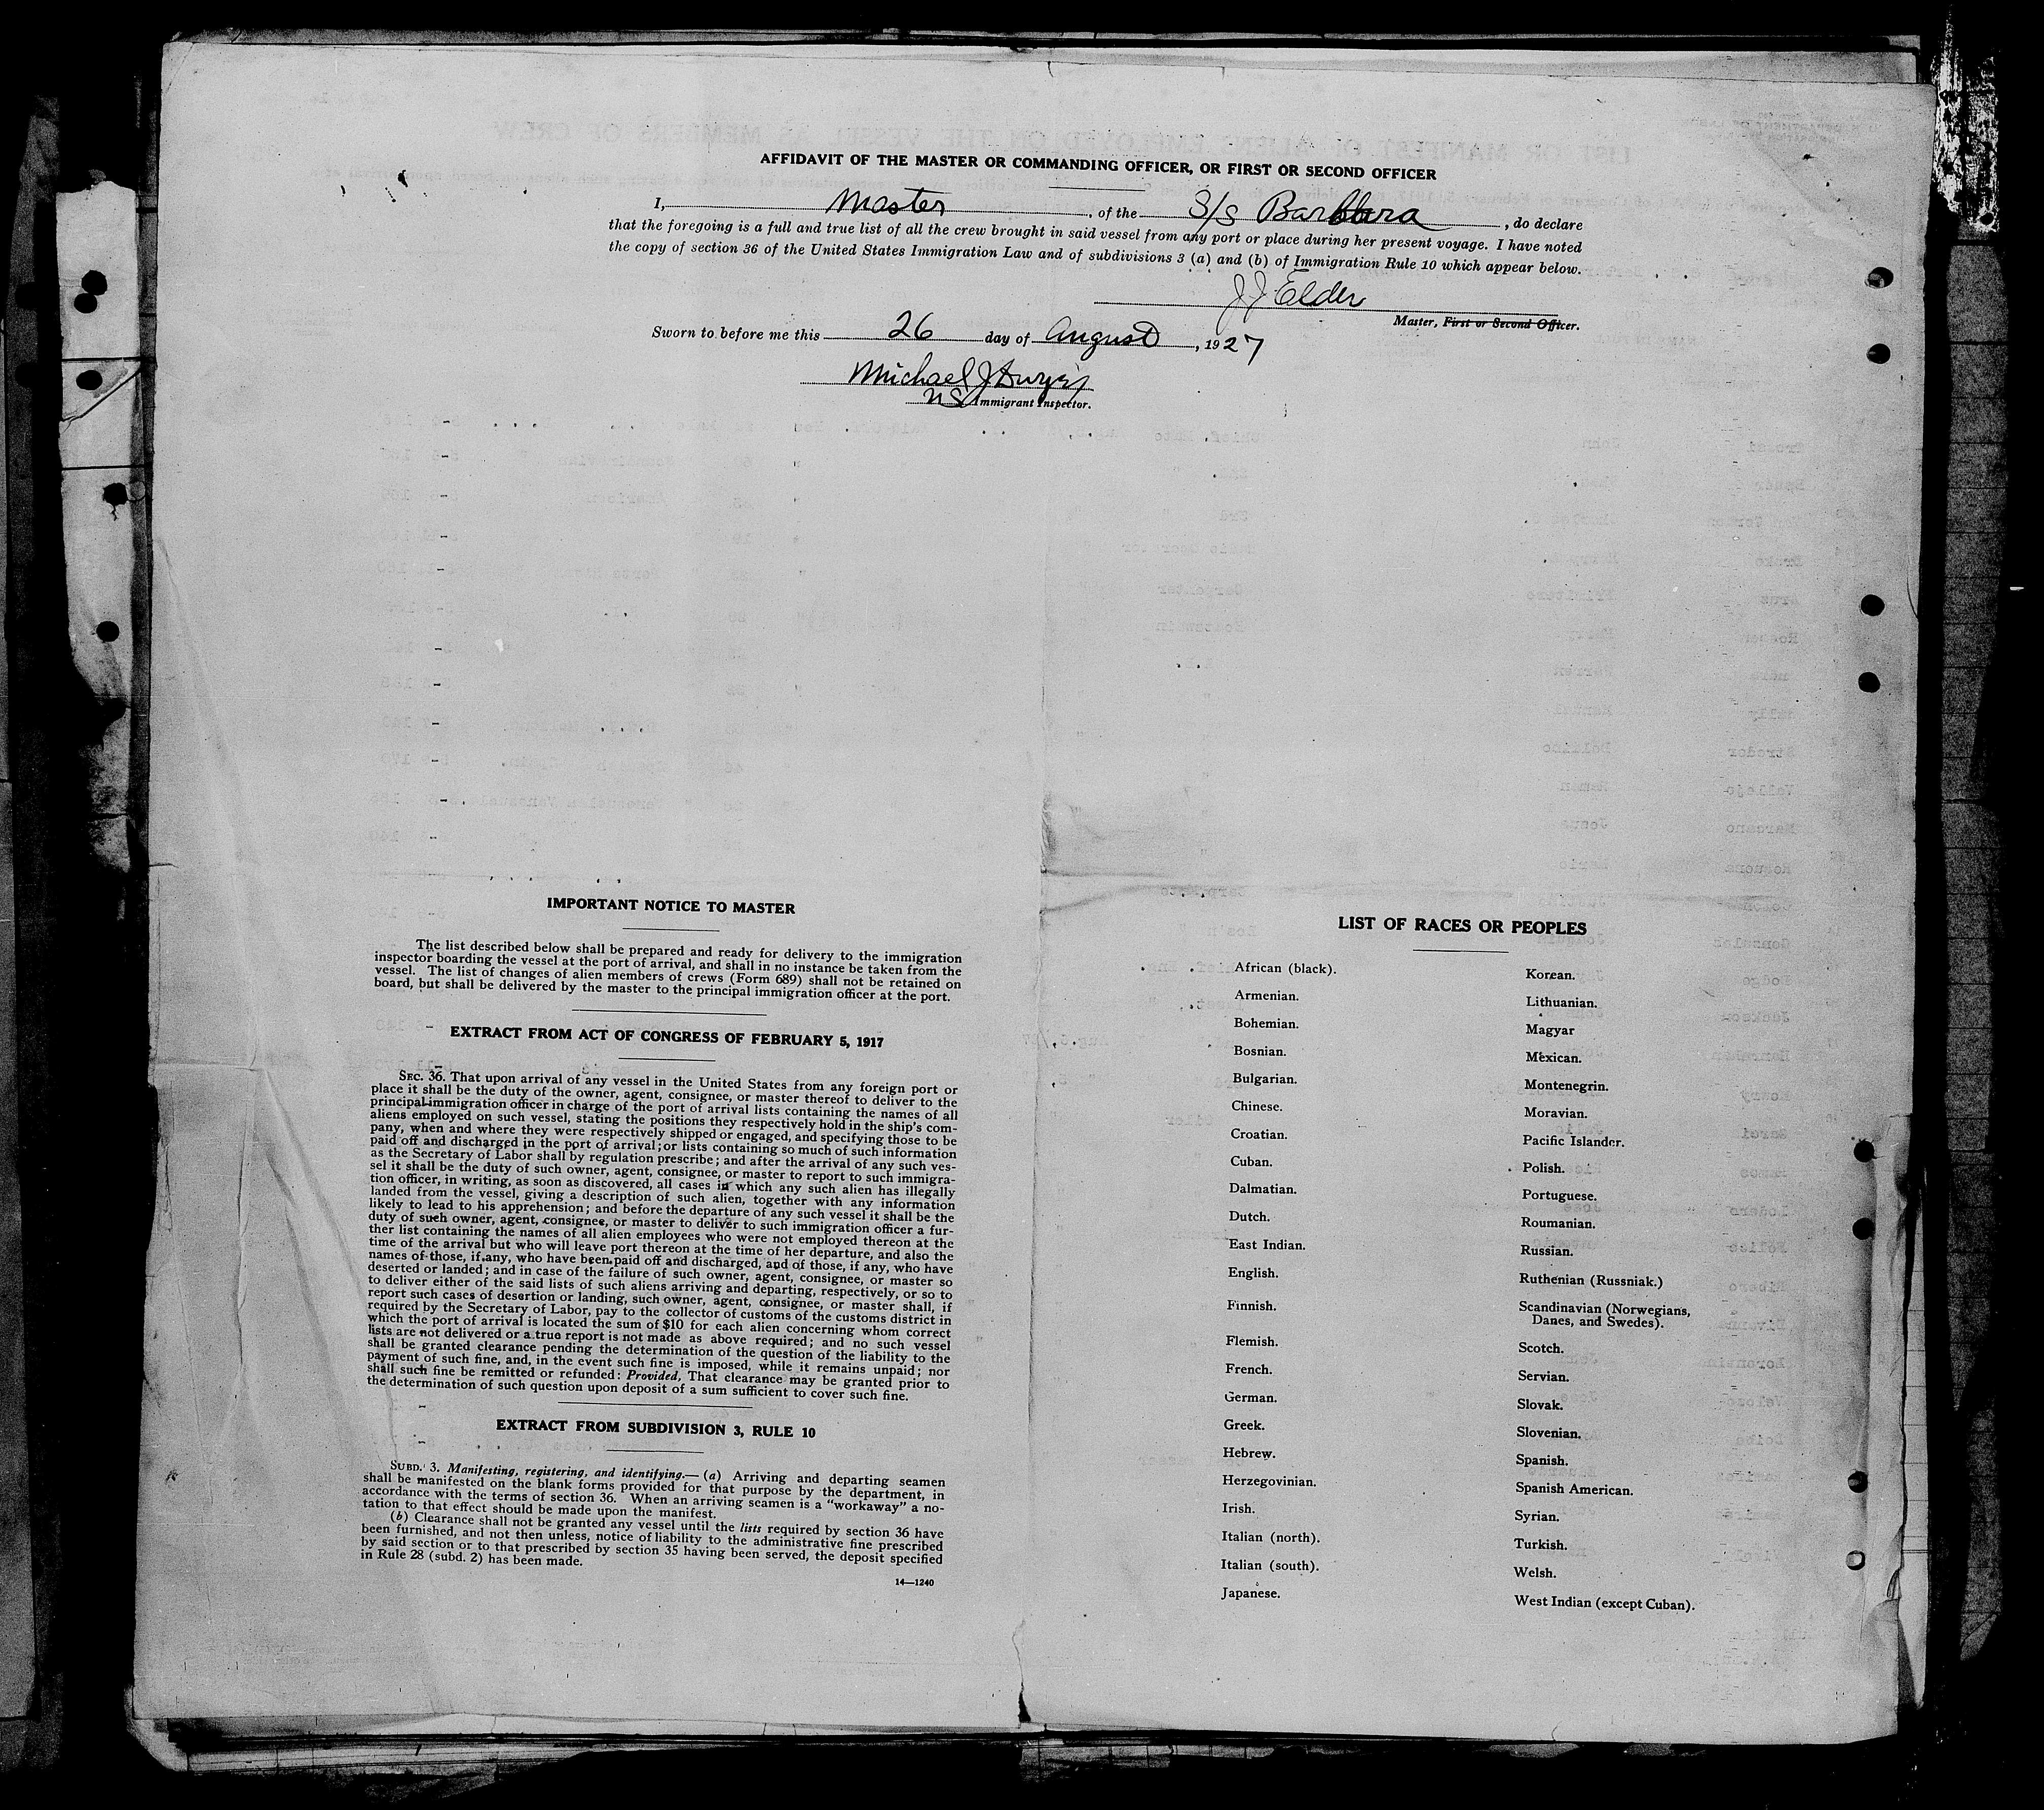 AFFIDAVIT OF THE MASTER OR COMMANDING OFFICER, OR FIRST OR SECOND OFFICER
I, Master, of the S/S Barbara, do declare
that the foregoing is a full and true list of all the crew brought in said vessel from any port or place during her present voyage. I have noted
the copy of section 36 of the United States Immigration Law and of subdivisions 3 (a) and (b) of Immigration Rule 10 which appear below.
JJ Elder
Master, First or Second Officer.
Sworn to before me this 26 day of August, 1927
Michael J Dwyer
US Immigrant Inspector.
IMPORTANT NOTICE TO MASTER
The list described below shall be prepared and ready for delivery to the immigration
inspector boarding the vessel at the port of arrival, and shall in no instance be taken from the
vessel. The list of changes of alien members of crews (Form 689) shall not be retained on
board, but shall be delivered by the master to the principal immigration officer at the port.
EXTRACT FROM ACT OF CONGRESS OF FEBRUARY 5, 1917
SEC. 36. That upon arrival of any vessel in the United States from any foreign port or
place it shall be the duty of the owner, agent, consignee, or master thereof to deliver to the
principal immigration officer in charge of the port of arrival lists containing the names of all
aliens employed on such vessel, stating the positions they respectively hold in the ship's com-
pany, when and where they were respectively shipped or engaged, and specifying those to be
paid off and discharged in the port of arrival; or lists containing so much of such information
as the Secretary of Labor shall by regulation prescribe; and after the arrival of any such ves-
sel it shall be the duty of such owner, agent, consignee, or master to report to such immigra-
tion officer, in writing, as soon as discovered, all cases in which any such alien has illegally
landed from the vessel, giving a description of such alien, together with any information
likely to lead to his apprehension; and before the departure of any such vessel it shall be the
duty of such owner, agent, consignee, or master to deliver to such immigration officer a fur-
ther list containing the names of all alien employees who were not employed thereon at the
time of the arrival but who will leave port thereon at the time of her departure, and also the
names of those, if any, who have been paid off and discharged, and of those, if any, who have
deserted or landed; and in case of the failure of such owner, agent, consignee, or master so
to deliver either of the said lists of such aliens arriving and departing, respectively, or so to
report such cases of desertion or landing, such owner, agent, consignee, or master shall, if
required by the Secretary of Labor, pay to the collector of customs of the customs district in
which the port of arrival is located the sum of $10 for each alien concerning whom correct
lists are not delivered or a true report is not made as above required; and no such vessel
shall be granted clearance pending the determination of the question of the liability to the
payment of such fine, and, in the event such fine is imposed, while it remains unpaid; nor
shall such fine be remitted or refunded: Provided, That clearance may be granted prior to
the determination of such question upon deposit of a sum sufficient to cover such fine.
EXTRACT FROM SUBDIVISION 3, RULE 10
SUBD. 3. Manifesting, registering, and identifying.—(a) Arriving and departing seamen
shall be manifested on the blank forms provided for that purpose by the department, in
accordance with the terms of section 36. When an arriving seamen is a "workaway" a no-
tation to that effect should be made upon the manifest.
(b) Clearance shall not be granted any vessel until the lists required by section 36 have
been furnished, and not then unless, notice of liability to the administrative fine prescribed
by said section or to that prescribed by section 35 having been served, the deposit specified
in Rule 28 (subd. 2) has been made.
14—1240
LIST OF RACES OR PEOPLES
African (black).
Armenian.
Bohemian.
Bosnian.
Bulgarian.
Chinese.
Croatian.
Cuban.
Dalmatian.
Dutch.
East Indian.
English.
Finnish.
Flemish.
French.
German.
Greek.
Hebrew.
Herzegovinian.
Irish.
Italian (north).
Italian (south).
Japanese.
Korean.
Lithuanian.
Magyar
Mexican.
Montenegrin.
Moravian.
Pacific Islander.
Polish.
Portuguese.
Roumanian.
Russian.
Ruthenian (Russniak.)
Scandinavian (Norwegians,
Danes, and Swedes).
Scotch.
Servian.
Slovak.
Slovenian.
Spanish.
Spanish American.
Syrian.
Turkish.
Welsh.
West Indian (except Cuban).